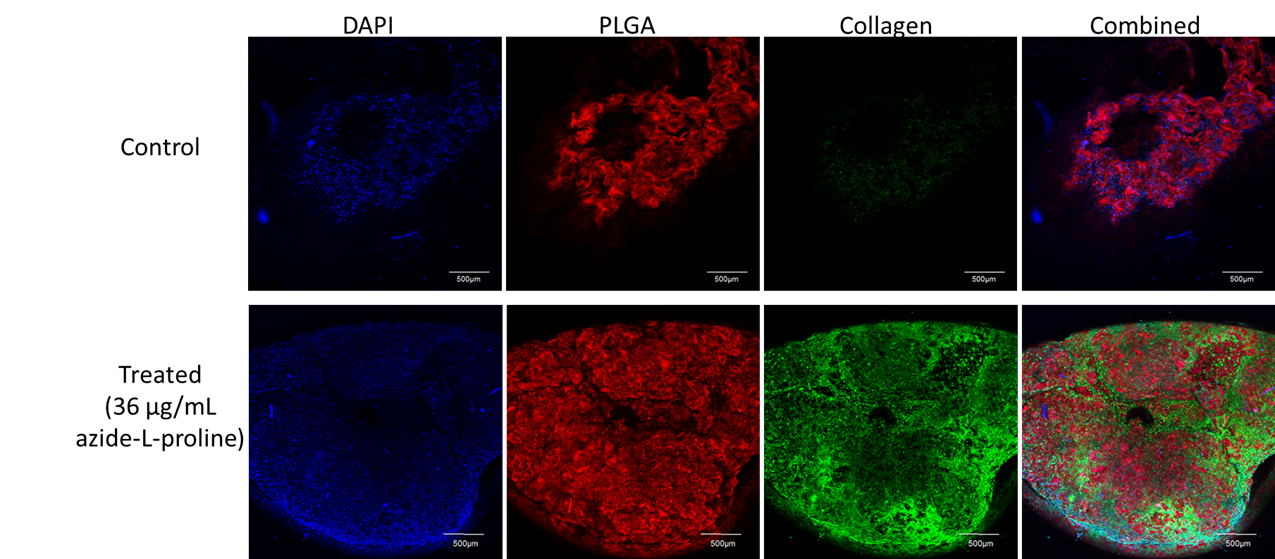 DAPI PLGA Collagen Combined
Control
500µm 500µm 500µm 500µm
Treated
(36 µg/mL
azide-L-proline)
500µm 500µm 500µm 500µm